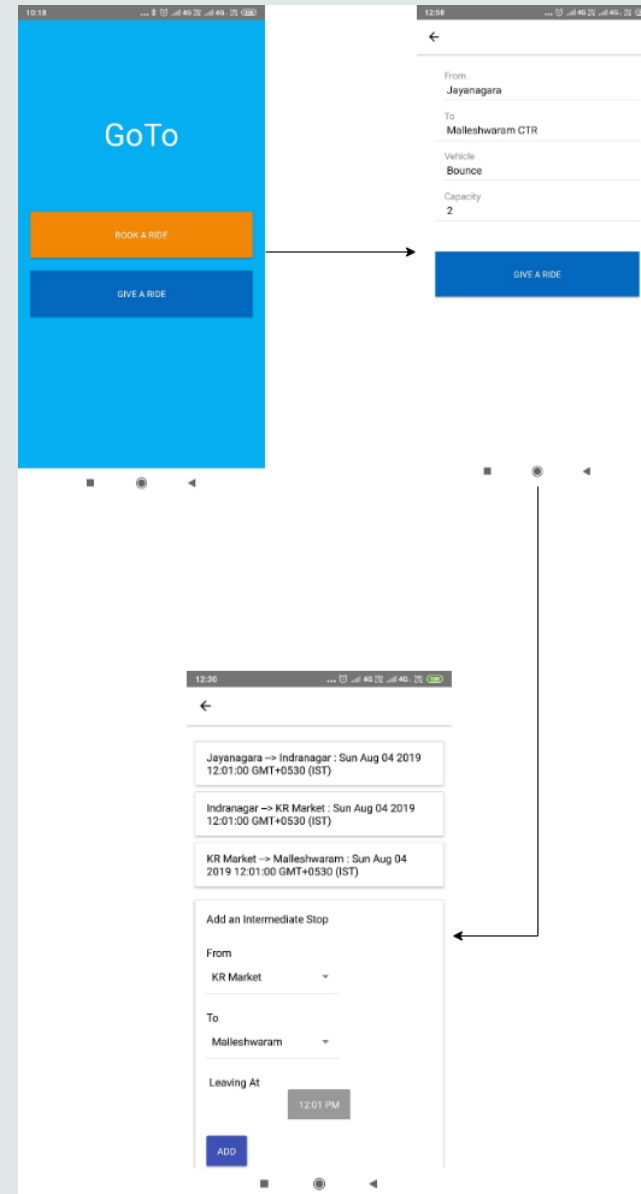 10:18
GoTo
BOOK A RIDE
GIVE A RIDE
12:58
From
Jayanagara
To
Malleshwaram CTR
Vehicle
Bounce
Capacity
2
GIVE A RIDE
12:30
Jayanagara --> Indranagar : Sun Aug 04 2019
12:01:00 GMT+0530 (IST)
Indranagar --> KR Market : Sun Aug 04 2019
12:01:00 GMT+0530 (IST)
KR Market --> Malleshwaram : Sun Aug 04
2019 12:01:00 GMT+0530 (IST)
Add an Intermediate Stop
From
KR Market
To
Malleshwaram
Leaving At
12:01 PM
ADD